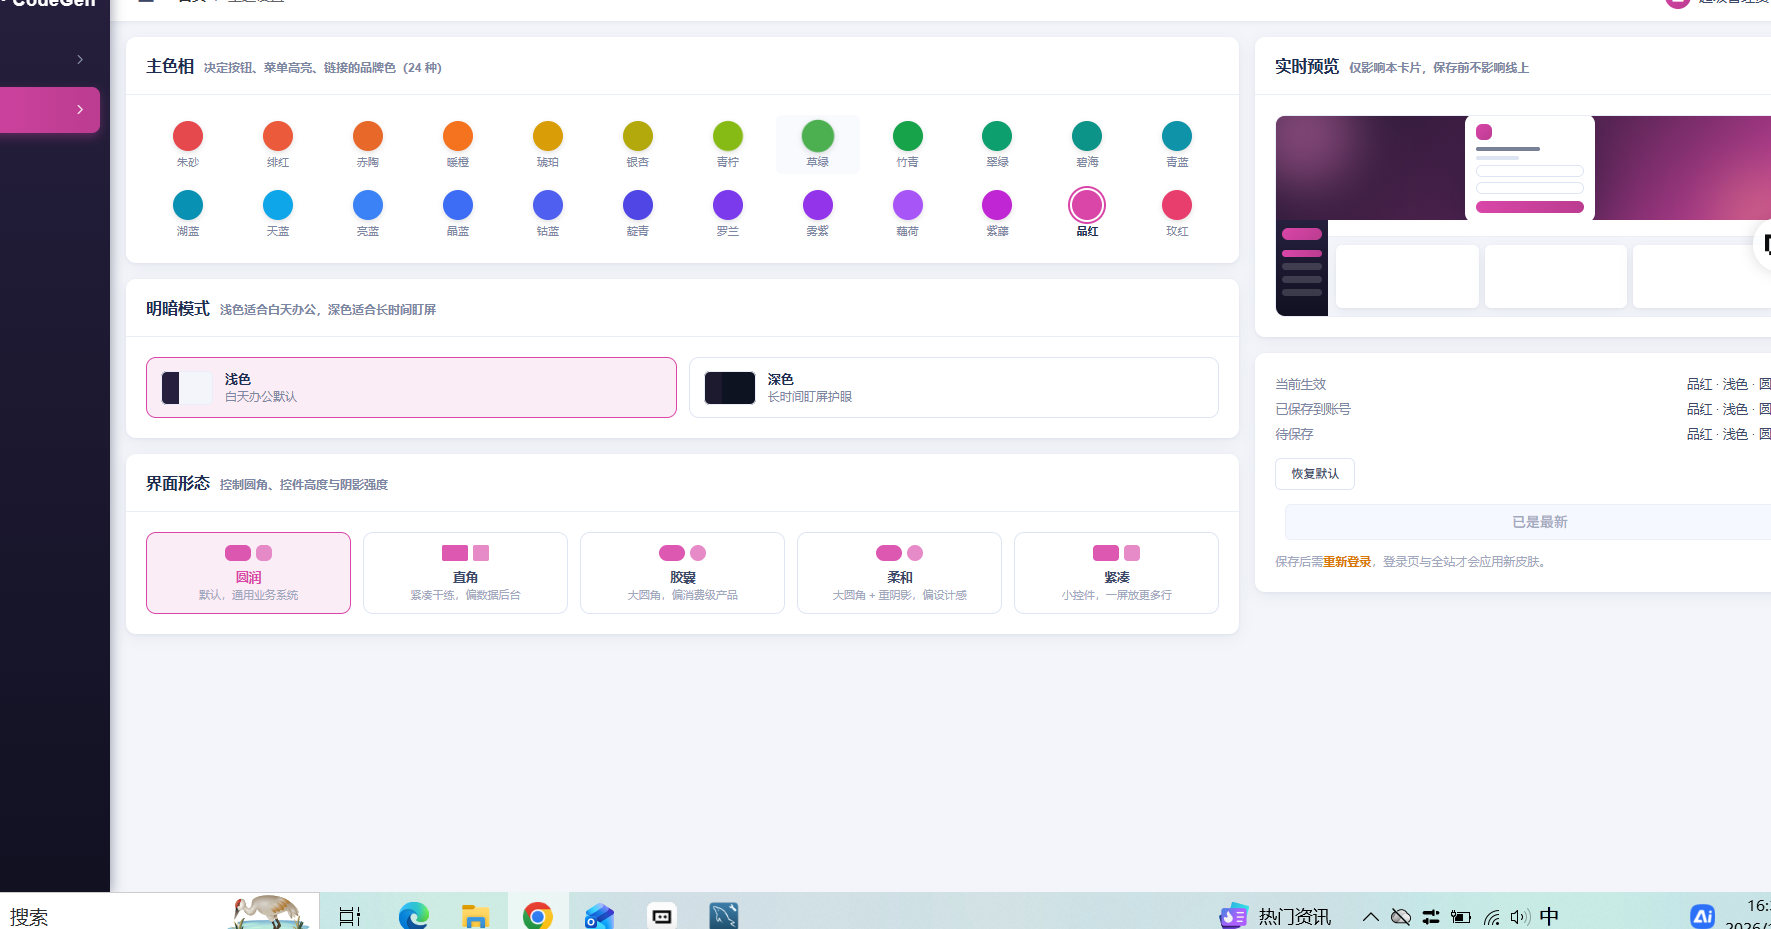 CodeGen
主色相 决定按钮、菜单高亮、链接的品牌色 (24 种)
朱砂 绯红 赤陶 暖橙 琥珀 银杏 青柠 草绿 竹青 翠绿 碧海 青蓝
湖蓝 天蓝 亮蓝 晶蓝 钴蓝 靛青 罗兰 雾紫 藕荷 紫藤 品红 玫红
明暗模式 浅色适合白天办公，深色适合长时间盯屏
浅色
白天办公默认
深色
长时间盯屏护眼
界面形态 控制圆角、控件高度与阴影强度
圆润
默认，通用业务系统
直角
紧凑干练，偏数据后台
胶囊
大圆角，偏消费级产品
柔和
大圆角 + 重阴影，偏设计感
紧凑
小控件，一屏放更多行
实时预览 仅影响本卡片，保存前不影响线上
当前生效 品红 · 浅色 · 圆
已保存到账号 品红 · 浅色 · 圆
待保存 品红 · 浅色 · 圆
恢复默认
已是最新
保存后需重新登录，登录页与全站才会应用新皮肤。
搜索
热门资讯
中
16:
2026/